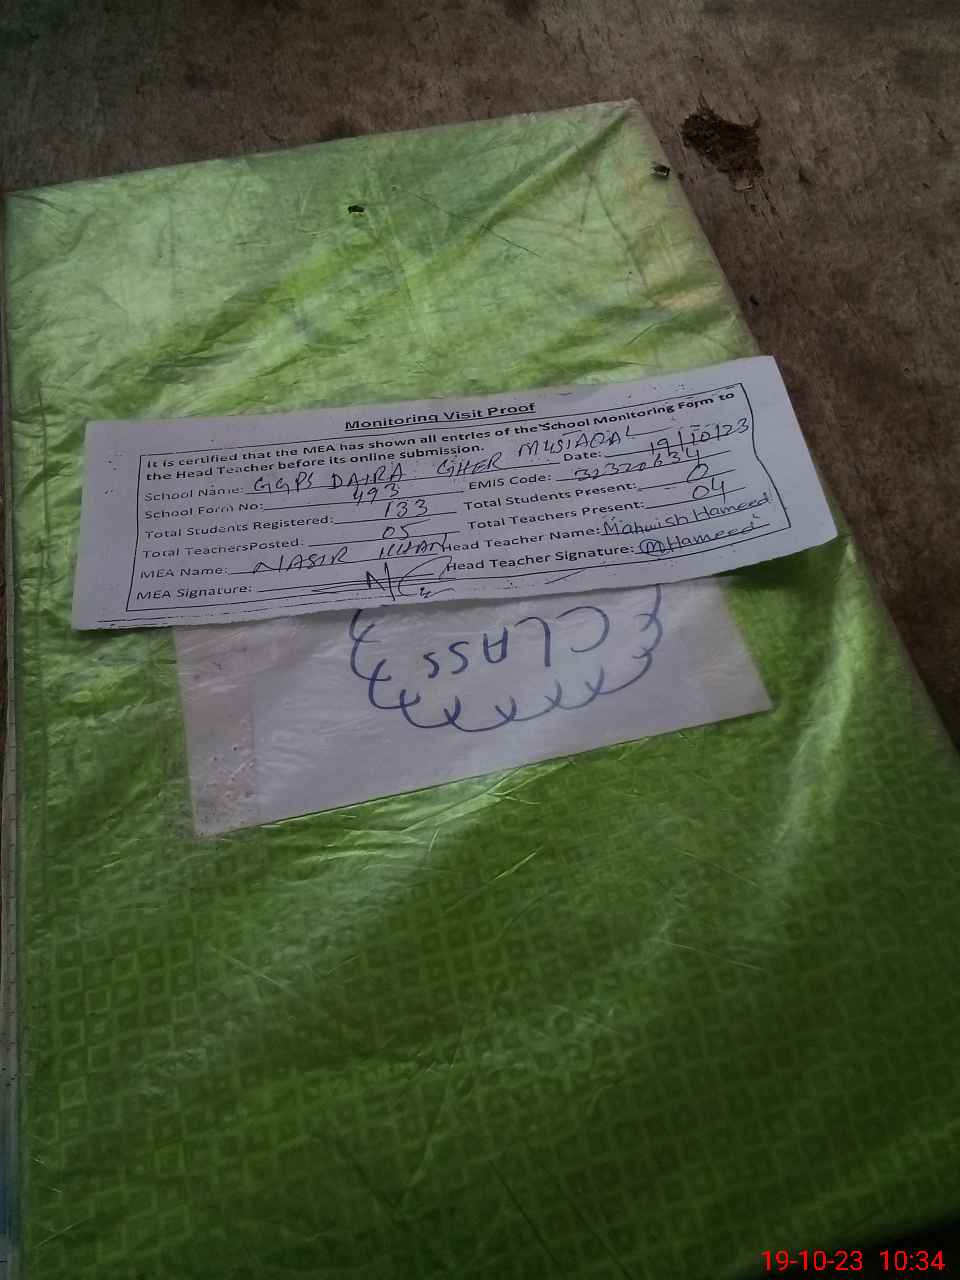 Monitoring Visit Proof
It is certified that the MEA has shown all entries of the School Monitoring Form to
the Head Teacher before its online submission.
School Name: GGPS DAIRA GHER MUSTAQAL Date: 19/10/23
School Form No: 493 EMIS Code: 32320634
Total Students Registered: 133 Total Students Present: 0
Total TeachersPosted: 05 Total Teachers Present: 04
MEA Name: NASIR KHAN Head Teacher Name: Mahwish Hameed
MEA Signature: Head Teacher Signature: MHameed
CLASS
19-10-23 10:34